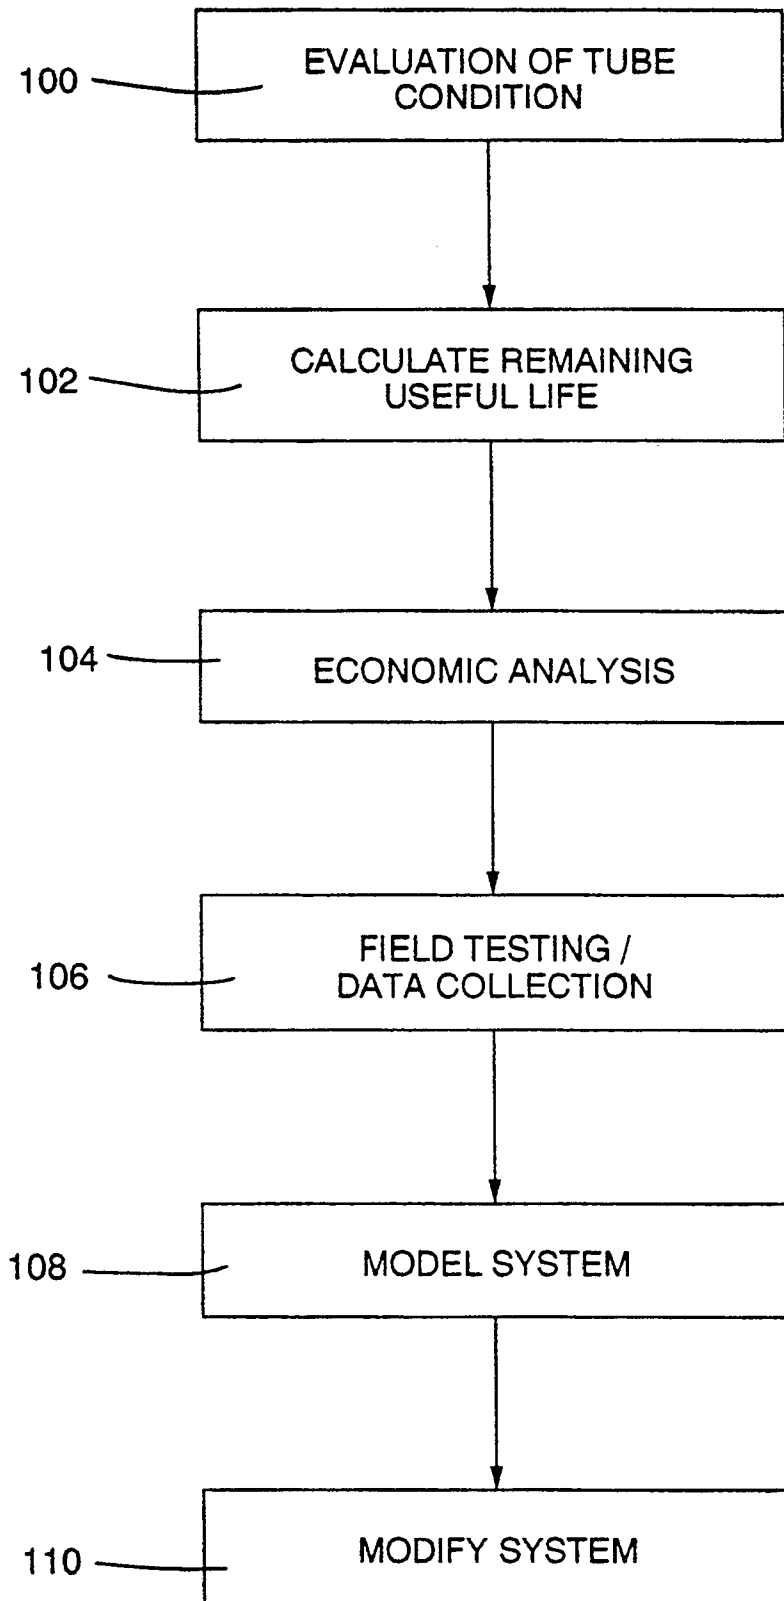 100
EVALUATION OF TUBE
CONDITION
102
CALCULATE REMAINING
USEFUL LIFE
104
ECONOMIC ANALYSIS
106
FIELD TESTING /
DATA COLLECTION
108
MODEL SYSTEM
110
MODIFY SYSTEM